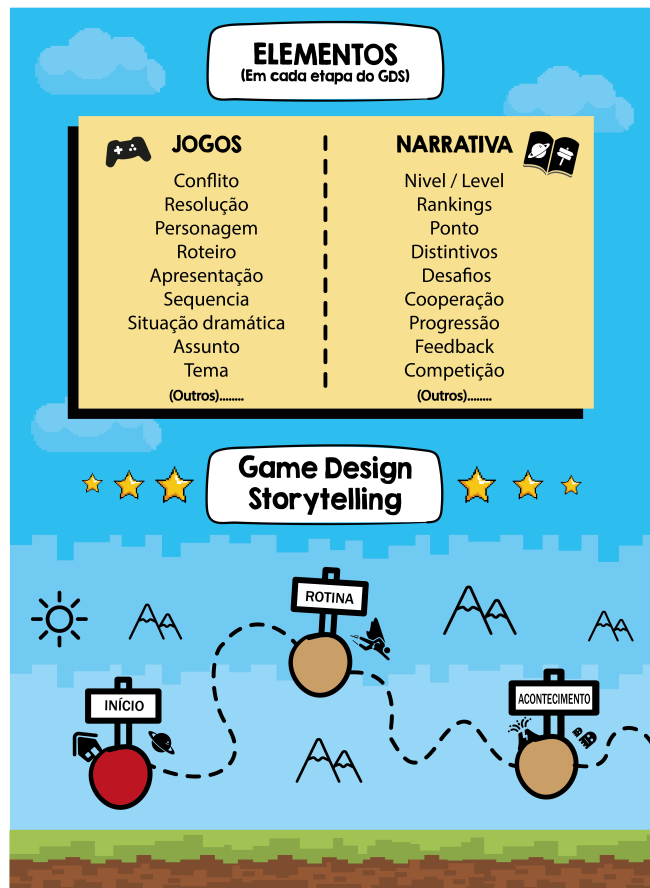 ELEMENTOS
(Em cada etapa do GDS)
JOGOS
Conflito
Resolução
Personagem
Roteiro
Apresentação
Sequencia
Situação dramática
Assunto
Tema
(Outros)........
NARRATIVA
Nivel / Level
Rankings
Ponto
Distintivos
Desafios
Cooperação
Progressão
Feedback
Competição
(Outros)........
Game Design
Storytelling
ROTINA
INÍCIO
ACONTECIMENTO